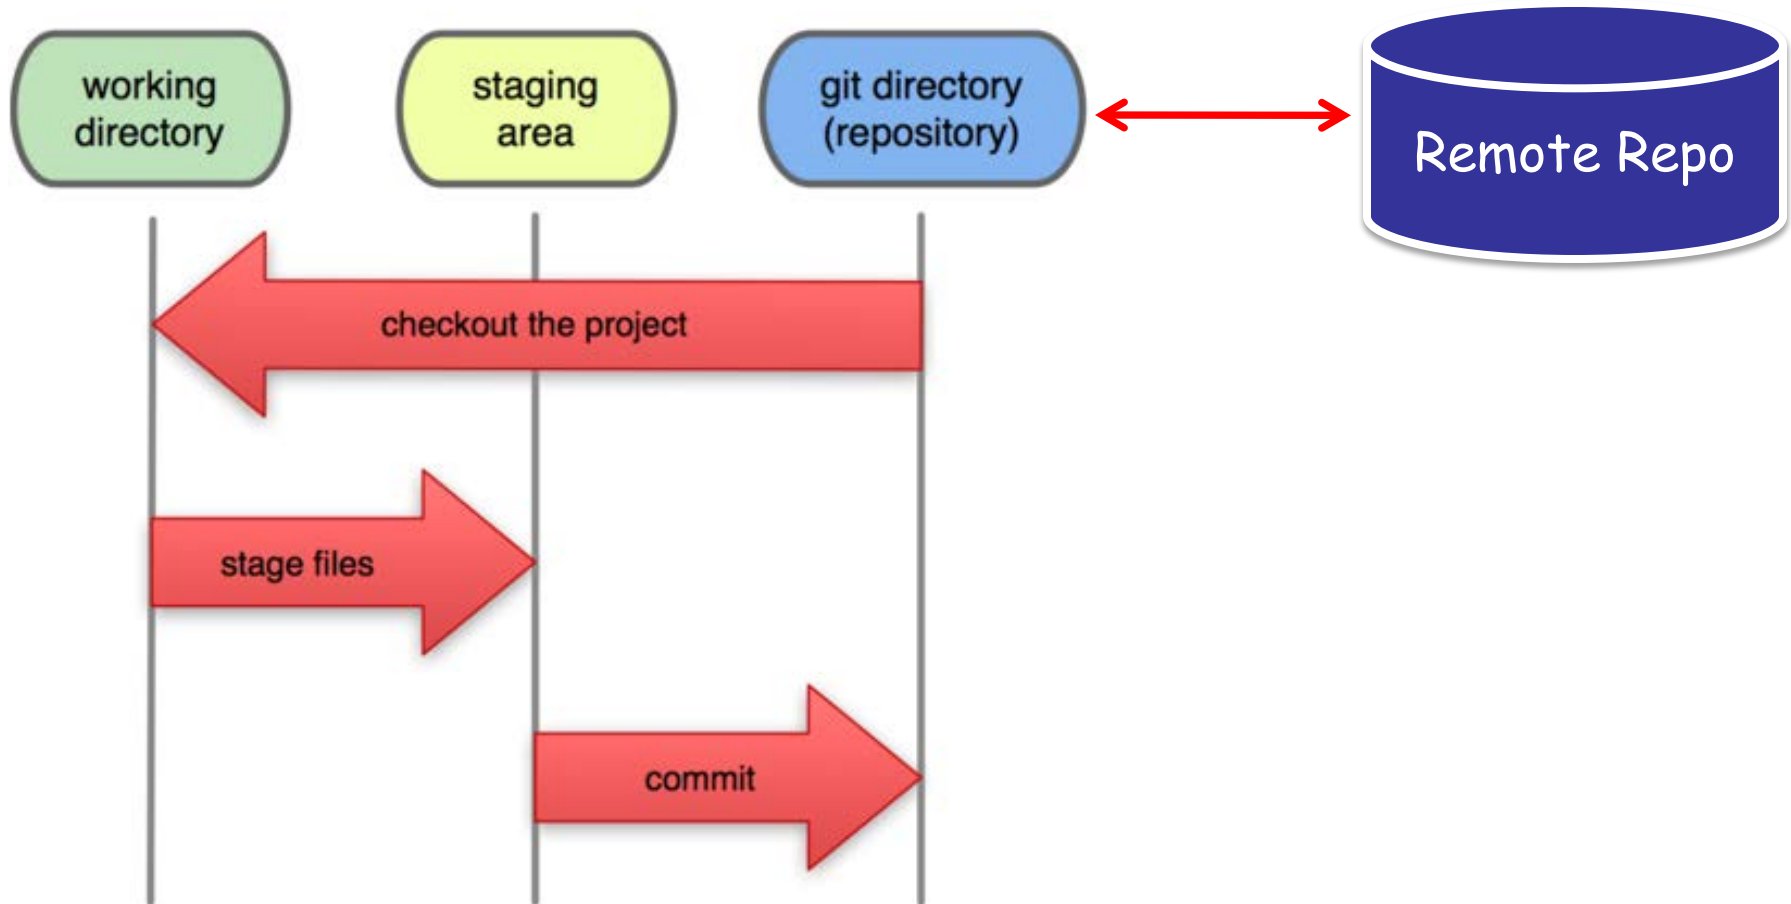 working
directory
staging
area
git directory
(repository)
Remote Repo
checkout the project
stage files
commit